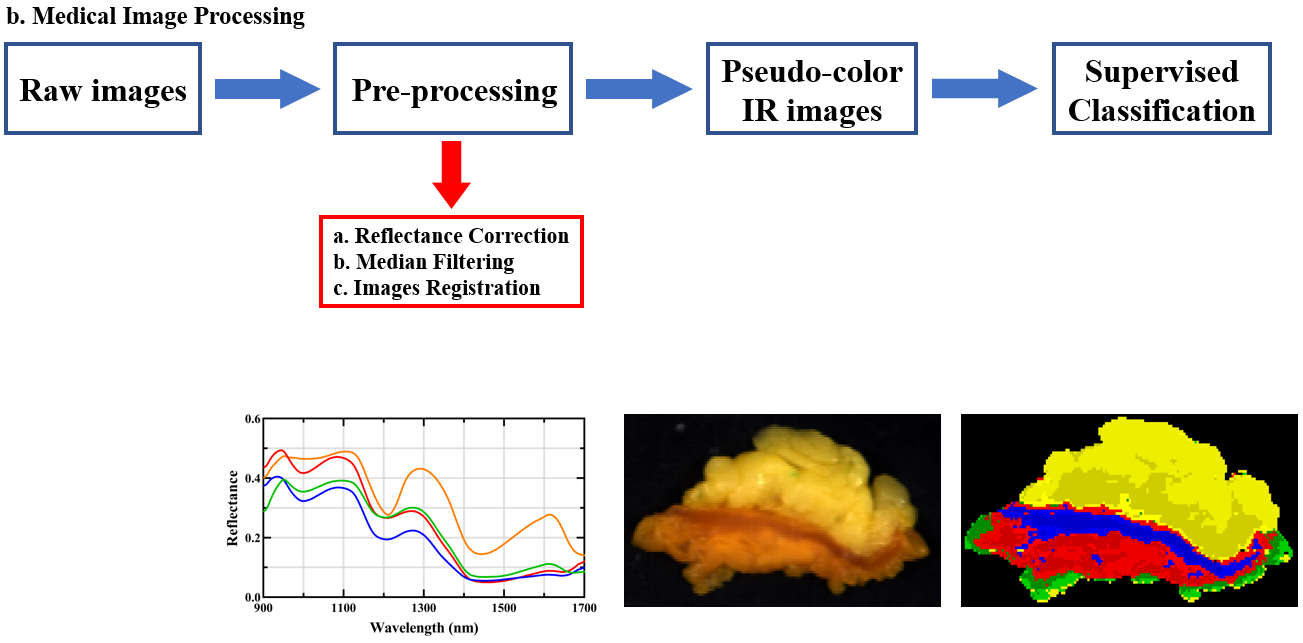 b. Medical Image Processing
Raw images
Pre-processing
Pseudo-color
IR images
Supervised
Classification
a. Reflectance Correction
b. Median Filtering
c. Images Registration
0.6
0.4
0.2
0.0
Reflectance
900 1100 1300 1500 1700
Wavelength (nm)